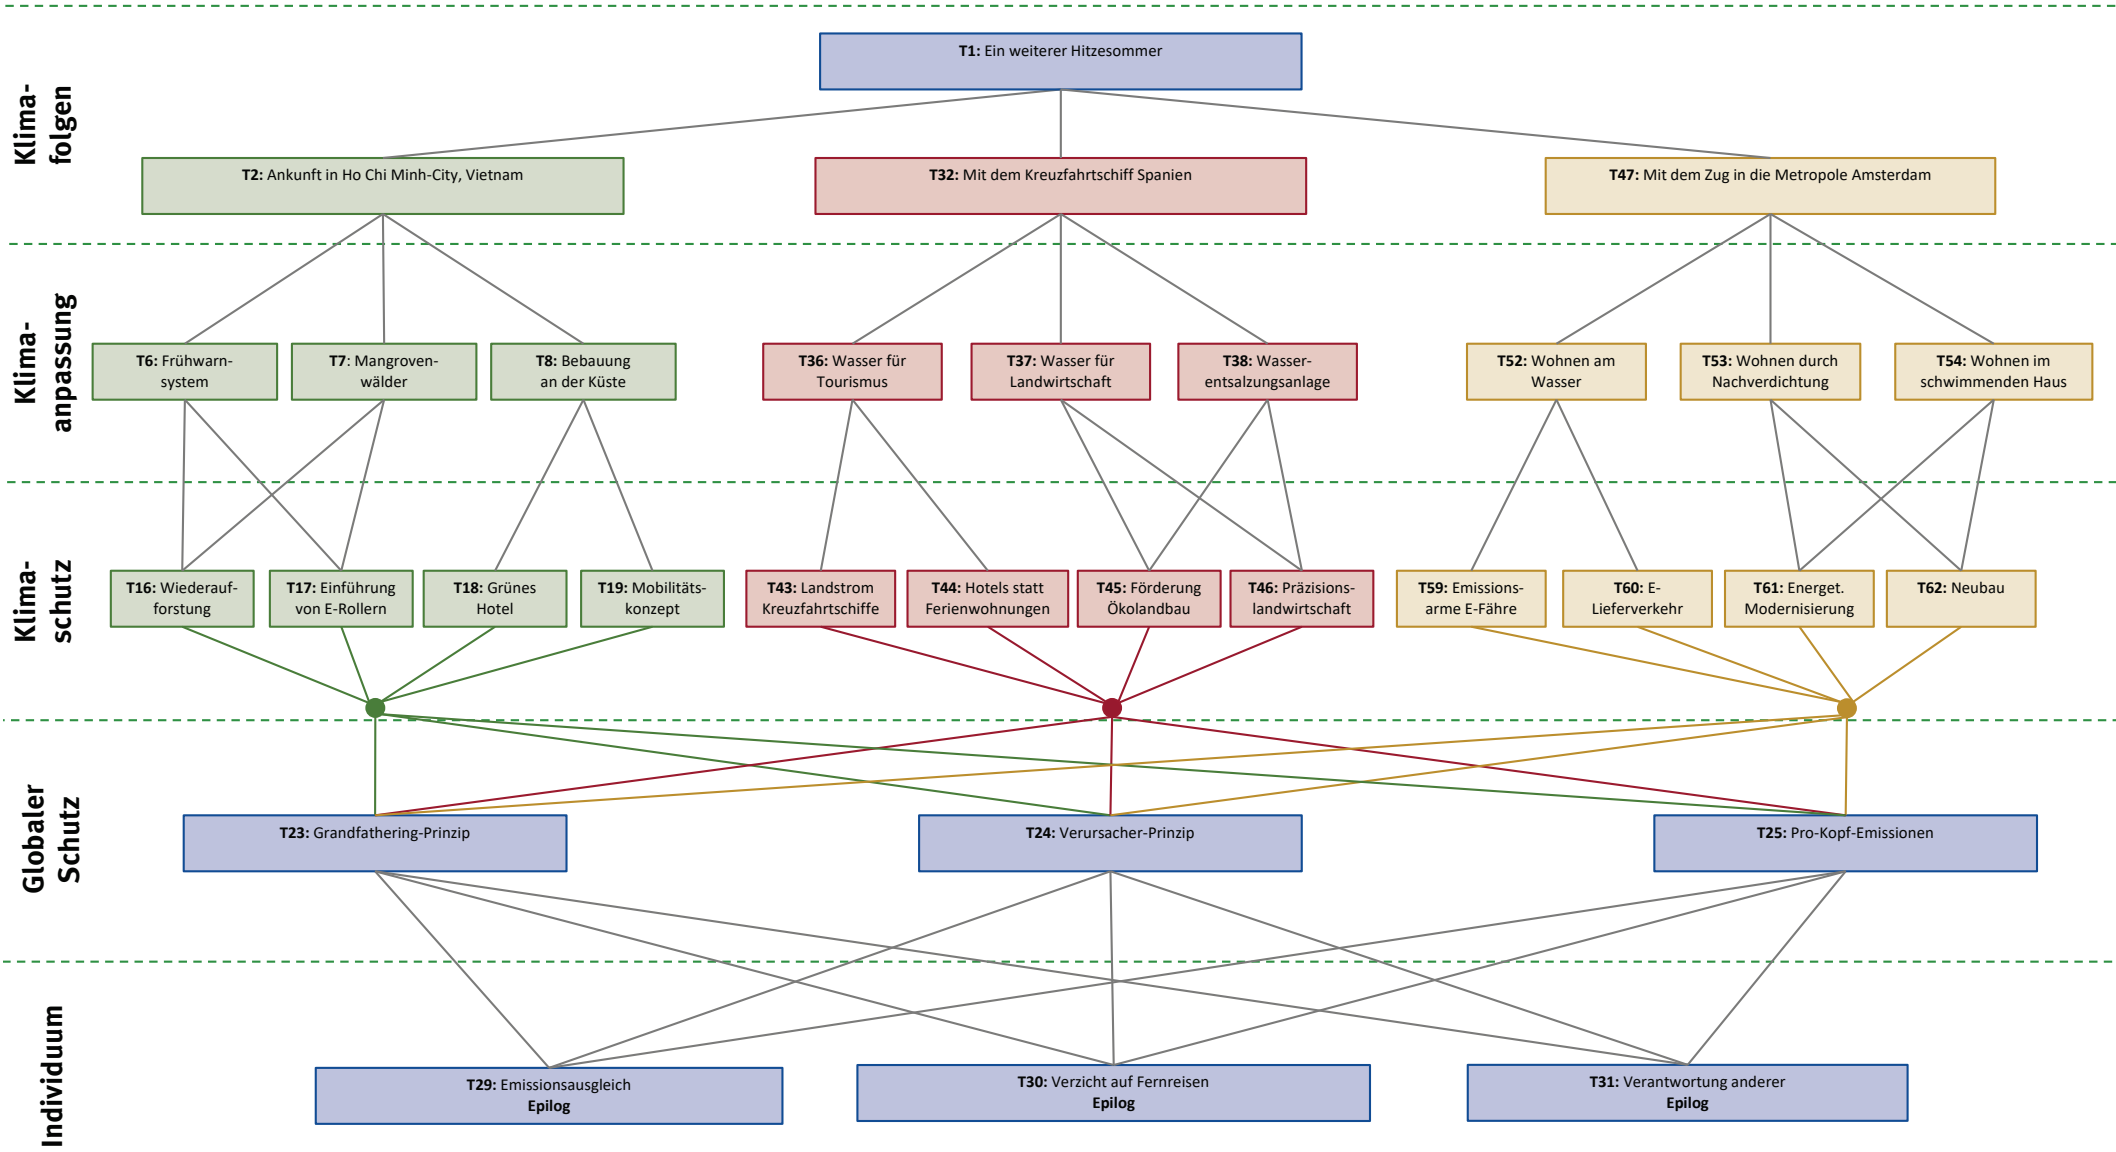 Klima-
folgen
T1: Ein weiterer Hitzesommer
T2: Ankunft in Ho Chi Minh-City, Vietnam
T32: Mit dem Kreuzfahrtschiff Spanien
T47: Mit dem Zug in die Metropole Amsterdam
Klima-
anpassung
T6: Frühwarn-
system
T7: Mangroven-
wälder
T8: Bebauung
an der Küste
T36: Wasser für
Tourismus
T37: Wasser für
Landwirtschaft
T38: Wasser-
entsalzungsanlage
T52: Wohnen am
Wasser
T53: Wohnen durch
Nachverdichtung
T54: Wohnen im
schwimmenden Haus
Klima-
schutz
T16: Wiederauf-
forstung
T17: Einführung
von E-Rollern
T18: Grünes
Hotel
T19: Mobilitäts-
konzept
T43: Landstrom
Kreuzfahrtschiffe
T44: Hotels statt
Ferienwohnungen
T45: Förderung
Ökolandbau
T46: Präzisions-
landwirtschaft
T59: Emissions-
arme E-Fähre
T60: E-
Lieferverkehr
T61: Energet.
Modernisierung
T62: Neubau
Globaler
Schutz
T23: Grandfathering-Prinzip
T24: Verursacher-Prinzip
T25: Pro-Kopf-Emissionen
Individuum
T29: Emissionsausgleich
Epilog
T30: Verzicht auf Fernreisen
Epilog
T31: Verantwortung anderer
Epilog